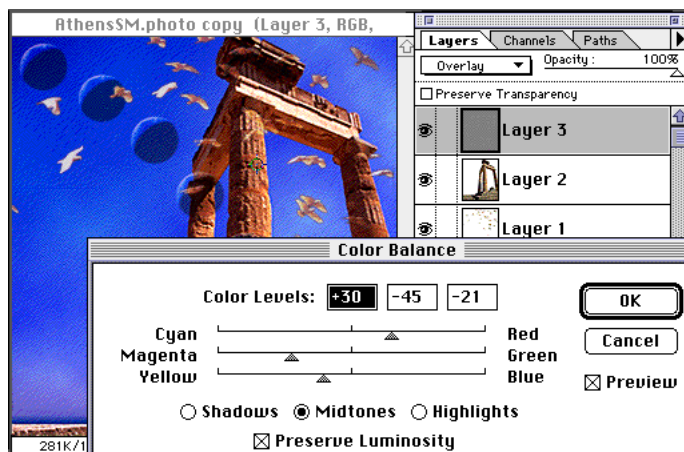 AthensSM.photo copy (Layer 3, RGB,
Layers Channels Paths
Overlay Opacity: 100%
Preserve Transparency
Layer 3
Layer 2
Layer 1
Color Balance
Color Levels: +30 -45 -21
OK
Cyan Red
Cancel
Magenta Green
Yellow Blue
Preview
Shadows Midtones Highlights
Preserve Luminosity
281K/1